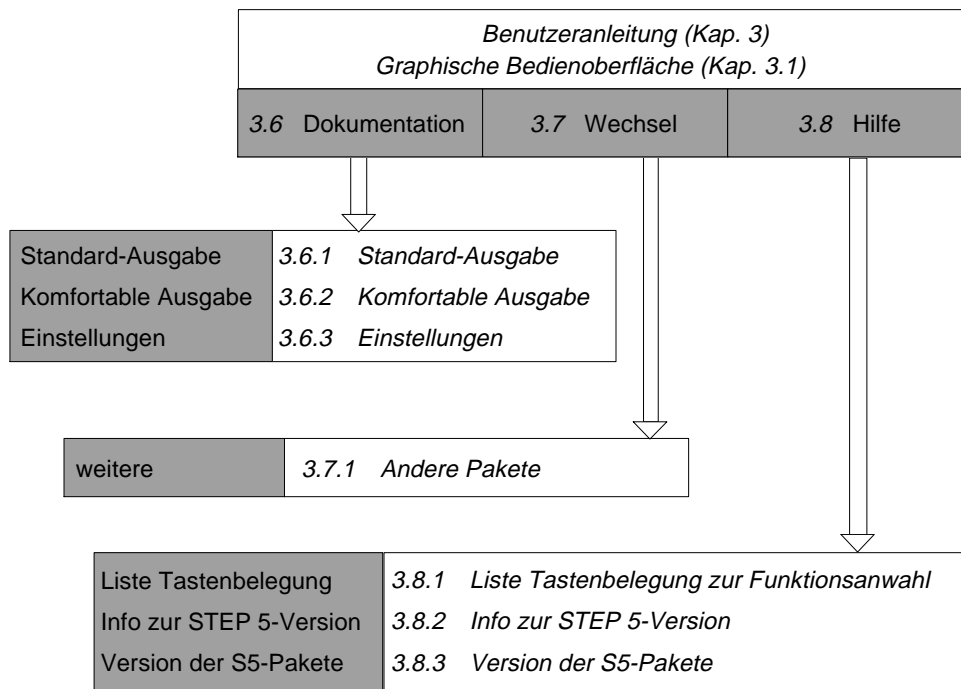 Benutzeranleitung (Kap. 3)
Graphische Bedienoberfläche (Kap. 3.1)
3.6 Dokumentation 3.7 Wechsel 3.8 Hilfe
Standard-Ausgabe 3.6.1 Standard-Ausgabe
Komfortable Ausgabe 3.6.2 Komfortable Ausgabe
Einstellungen 3.6.3 Einstellungen
weitere 3.7.1 Andere Pakete
Liste Tastenbelegung 3.8.1 Liste Tastenbelegung zur Funktionsanwahl
Info zur STEP 5-Version 3.8.2 Info zur STEP 5-Version
Version der S5-Pakete 3.8.3 Version der S5-Pakete